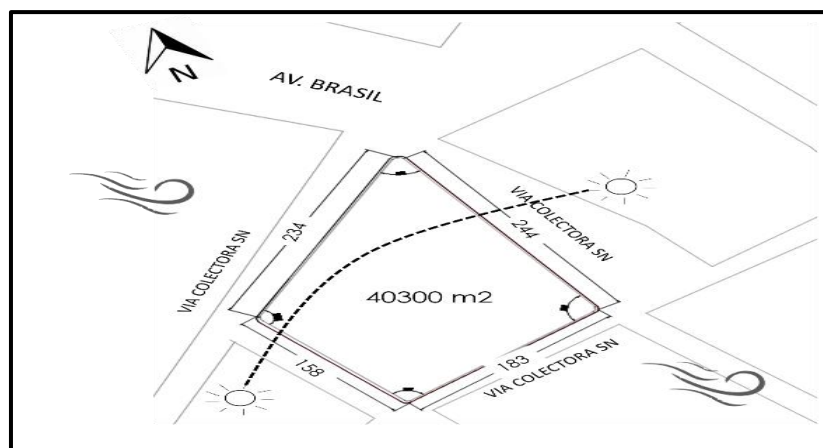 N
AV. BRASIL
VIA COLECTORA SN
244
234
VIA COLECTORA SN
40300 m2
158
183
VIA COLECTORA SN